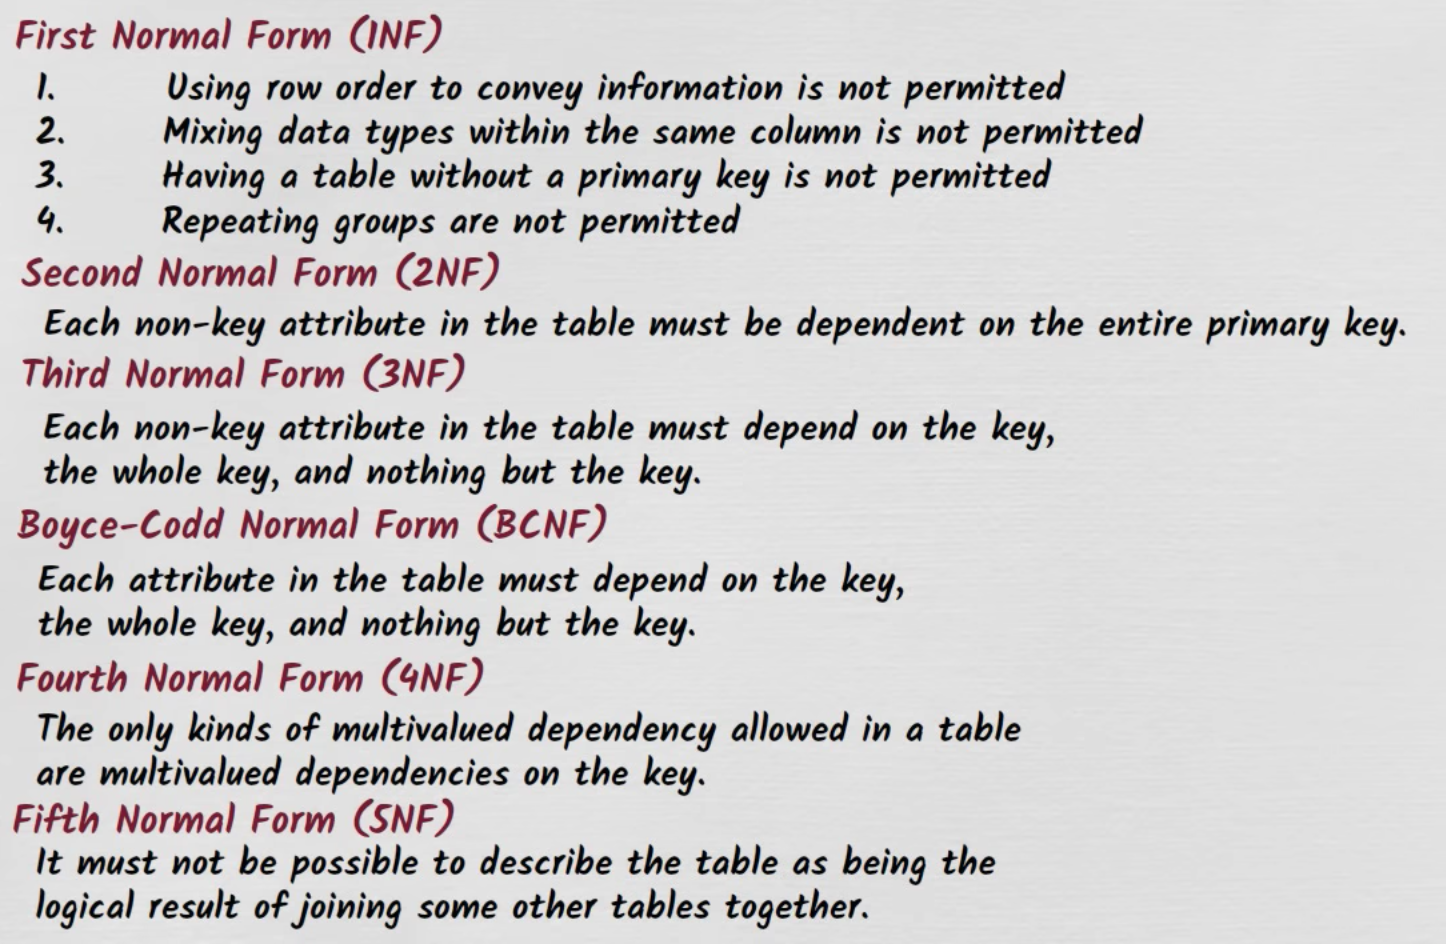 First Normal Form (1NF)
1. Using row order to convey information is not permitted
2. Mixing data types within the same column is not permitted
3. Having a table without a primary key is not permitted
4. Repeating groups are not permitted
Second Normal Form (2NF)
Each non-key attribute in the table must be dependent on the entire primary key.
Third Normal Form (3NF)
Each non-key attribute in the table must depend on the key,
the whole key, and nothing but the key.
Boyce-Codd Normal Form (BCNF)
Each attribute in the table must depend on the key,
the whole key, and nothing but the key.
Fourth Normal Form (4NF)
The only kinds of multivalued dependency allowed in a table
are multivalued dependencies on the key.
Fifth Normal Form (5NF)
It must not be possible to describe the table as being the
logical result of joining some other tables together.